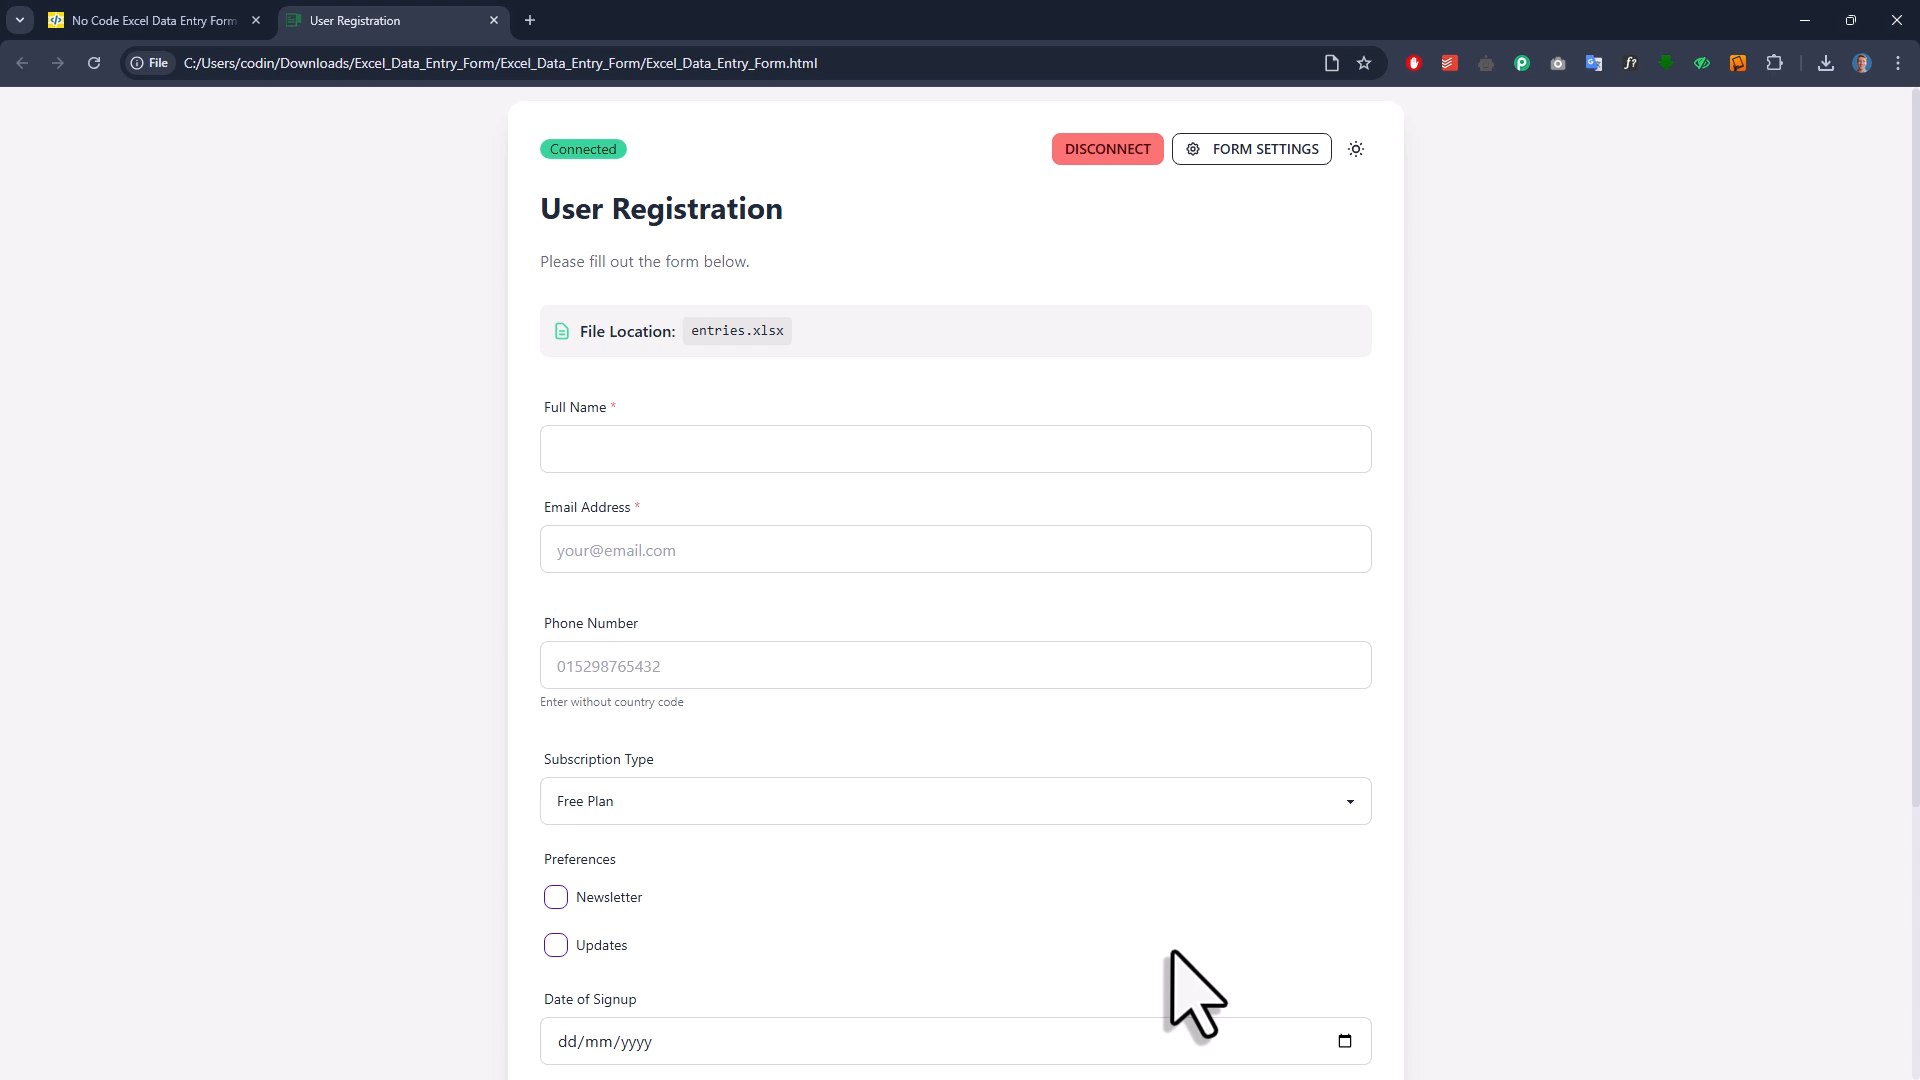 No Code Excel Data Entry Form
User Registration
File
C:/Users/codin/Downloads/Excel_Data_Entry_Form/Excel_Data_Entry_Form/Excel_Data_Entry_Form.html
Connected
DISCONNECT
FORM SETTINGS
User Registration
Please fill out the form below.
File Location: entries.xlsx
Full Name *
Email Address *
your@email.com
Phone Number
015298765432
Enter without country code
Subscription Type
Free Plan
Preferences
Newsletter
Updates
Date of Signup
dd/mm/yyyy